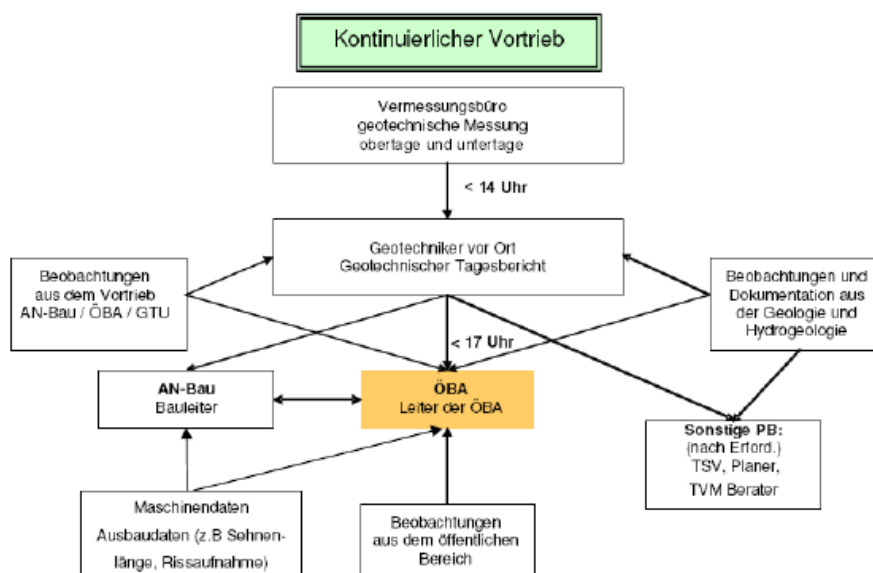 Kontinuierlicher Vortrieb
Vermessungsbüro
geotechnische Messung
obertage und untertage
< 14 Uhr
Geotechniker vor Ort
Geotechnischer Tagesbericht
Beobachtungen
aus dem Vortrieb
AN-Bau / ÖBA / GTU
Beobachtungen und
Dokumentation aus
der Geologie und
Hydrogeologie
< 17 Uhr
AN-Bau
Bauleiter
ÖBA
Leiter der ÖBA
Sonstige PB:
(nach Erford.)
TSV, Planer,
TVM Berater
Maschinendaten
Ausbaudaten (z.B Sehnen-
länge, Rissaufnahme)
Beobachtungen
aus dem öffentlichen
Bereich